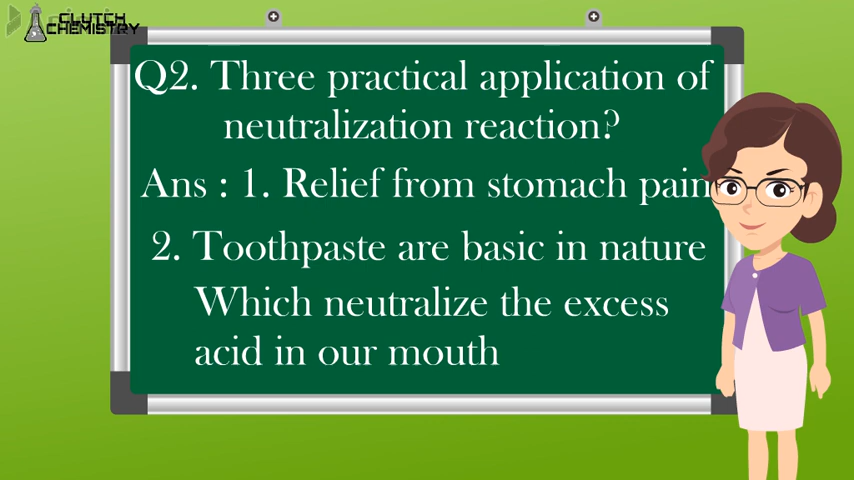 CLUTCH
CHEMISTRY
Q2. Three practical application of
neutralization reaction?
Ans : 1. Relief from stomach pain
2. Toothpaste are basic in nature
Which neutralize the excess
acid in our mouth